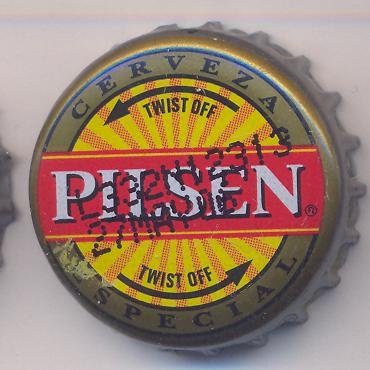 CERVEZA
TWIST OFF
PILSEN®
TWIST OFF
ESPECIAL